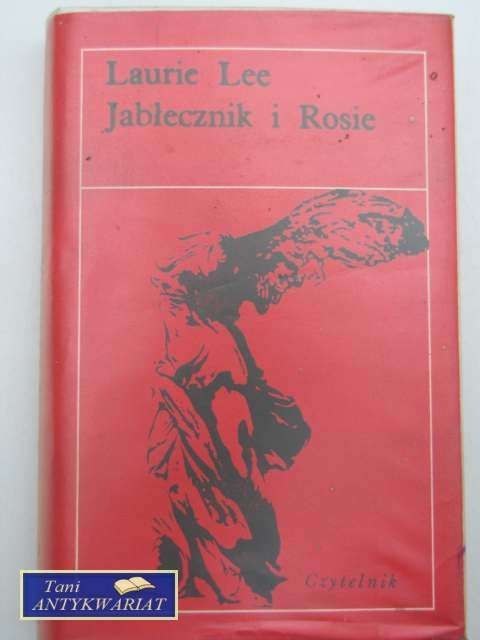 Laurie Lee
Jabłecznik i Rosie
Czytelnik
Tani
ANTYKWARIAT